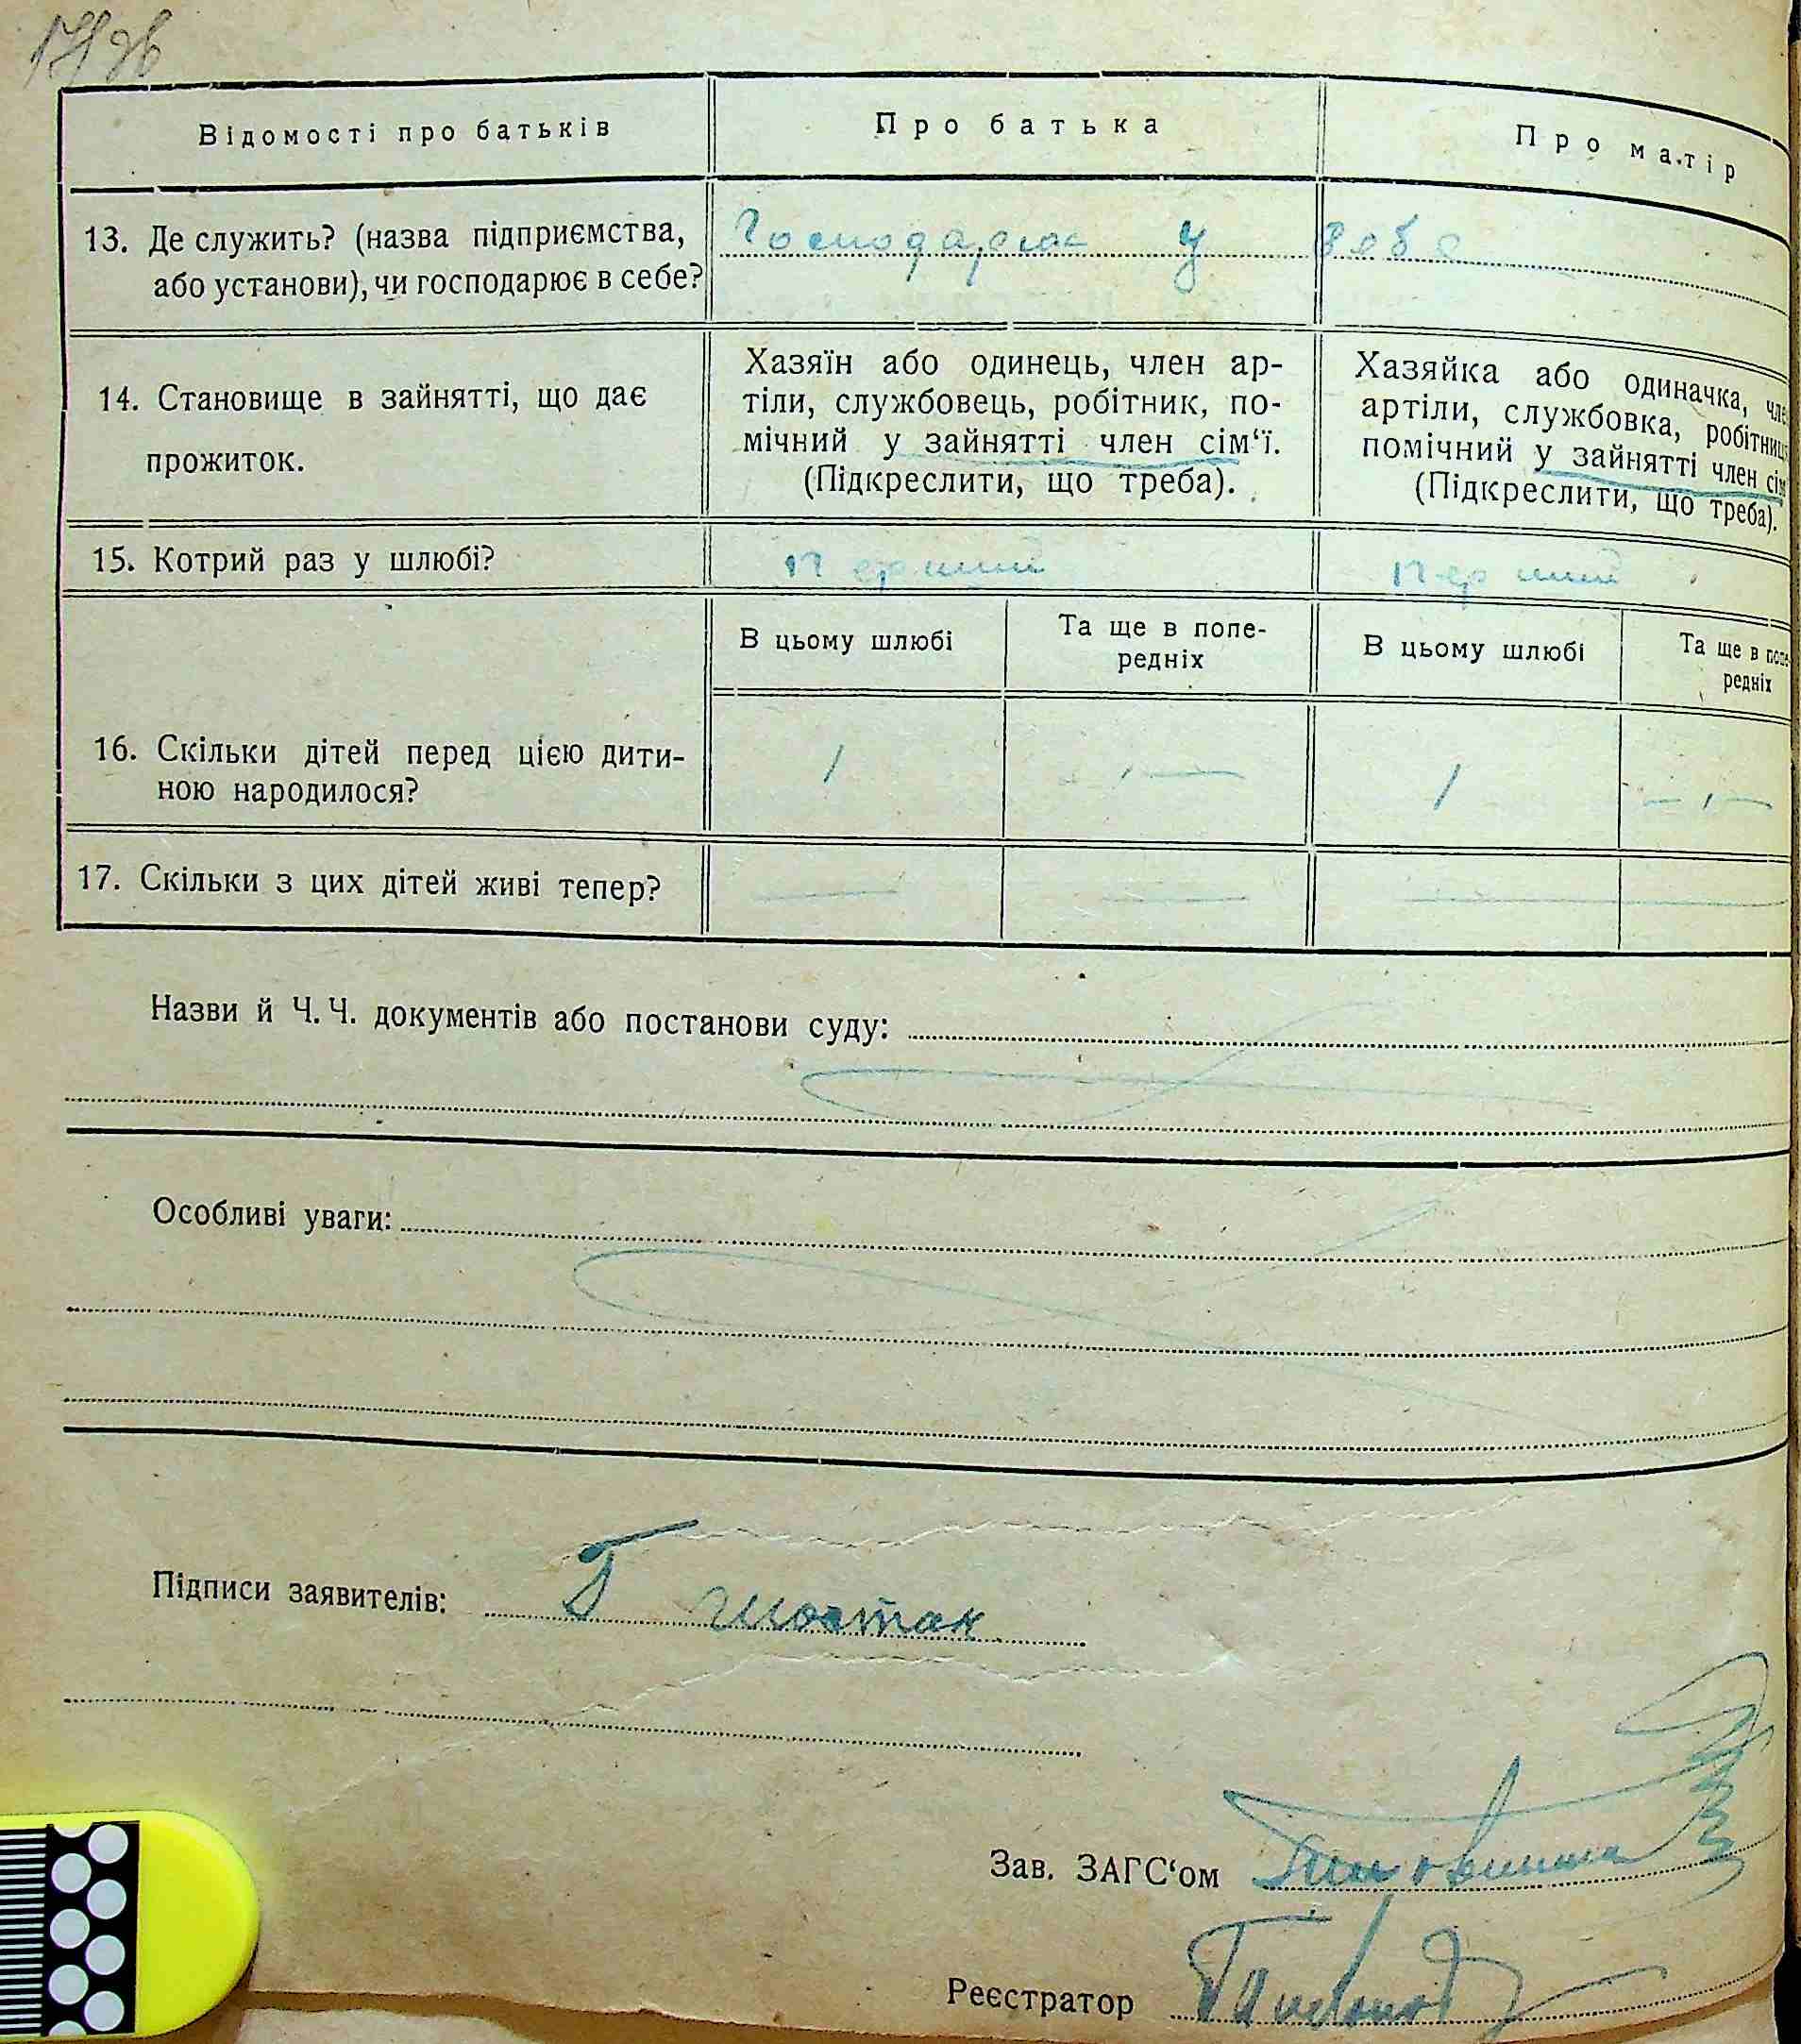 Відомості про батьків
Про батька
Про матір
13. Де служить? (назва підприємства,
або установи), чи господарює в себе?
Господарює у себе
14. Становище в зайнятті, що дає
прожиток.
Хазяїн або одинець, член ар-
тіли, службовець, робітник, по-
мічний у зайнятті член сім‘ї.
(Підкреслити, що треба).
Хазяйка або одиначка, чле
артіли, службовка, робітниц
помічний у зайнятті член сім
(Підкреслити, що треба).
15. Котрий раз у шлюбі?
перший
перший
В цьому шлюбі
Та ще в попе-
редніх
В цьому шлюбі
Та ще в попе-
редніх
16. Скільки дітей перед цією дити-
ною народилося?
1
1
17. Скільки з цих дітей живі тепер?
Назви й Ч. Ч. документів або постанови суду:
Особливі уваги:
Підписи заявителів: Шостак
Зав. ЗАГС‘ом
Реєстратор